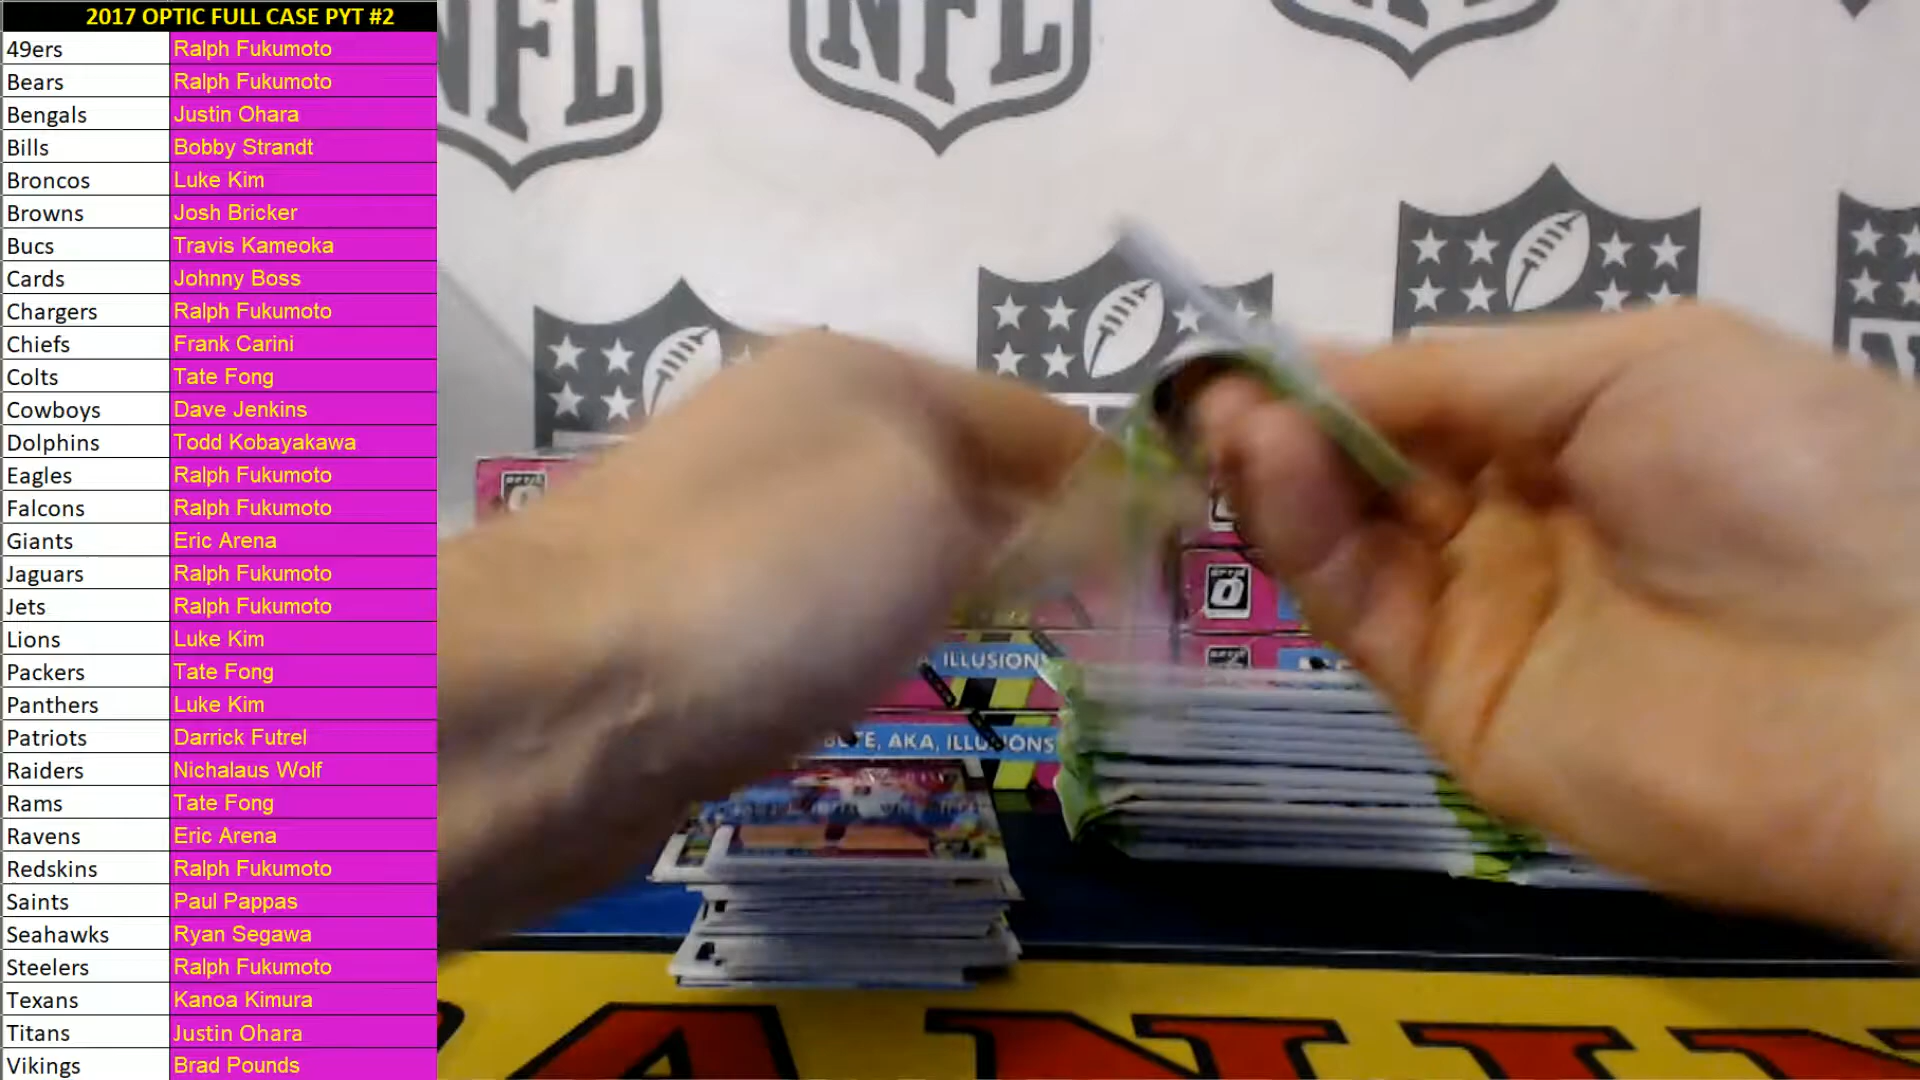 2017 OPTIC FULL CASE PYT #2
49ers Ralph Fukumoto
Bears Ralph Fukumoto
Bengals Justin Ohara
Bills Bobby Strandt
Broncos Luke Kim
Browns Josh Bricker
Bucs Travis Kameoka
Cards Johnny Boss
Chargers Ralph Fukumoto
Chiefs Frank Carini
Colts Tate Fong
Cowboys Dave Jenkins
Dolphins Todd Kobayakawa
Eagles Ralph Fukumoto
Falcons Ralph Fukumoto
Giants Eric Arena
Jaguars Ralph Fukumoto
Jets Ralph Fukumoto
Lions Luke Kim
Packers Tate Fong
Panthers Luke Kim
Patriots Darrick Futrel
Raiders Nichalaus Wolf
Rams Tate Fong
Ravens Eric Arena
Redskins Ralph Fukumoto
Saints Paul Pappas
Seahawks Ryan Segawa
Steelers Ralph Fukumoto
Texans Kanoa Kimura
Titans Justin Ohara
Vikings Brad Pounds
NFL
NFL
OPTIC
ILLUSION
AKA, ILLUSIONS